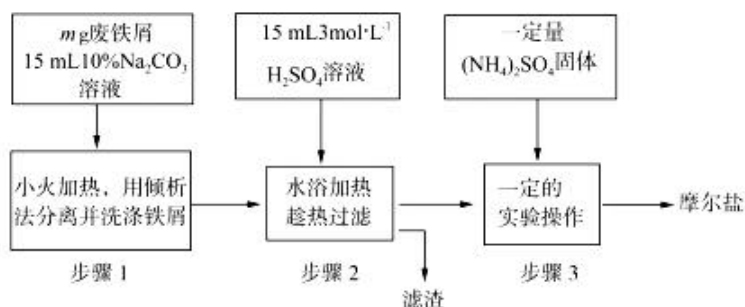 m g废铁屑
15 mL10%Na₂CO₃
溶液
15 mL3mol·L⁻¹
H₂SO₄溶液
一定量
(NH₄)₂SO₄固体
小火加热，用倾析
法分离并洗涤铁屑
水浴加热
趁热过滤
一定的
实验操作
摩尔盐
步骤 1
步骤 2
步骤 3
滤渣